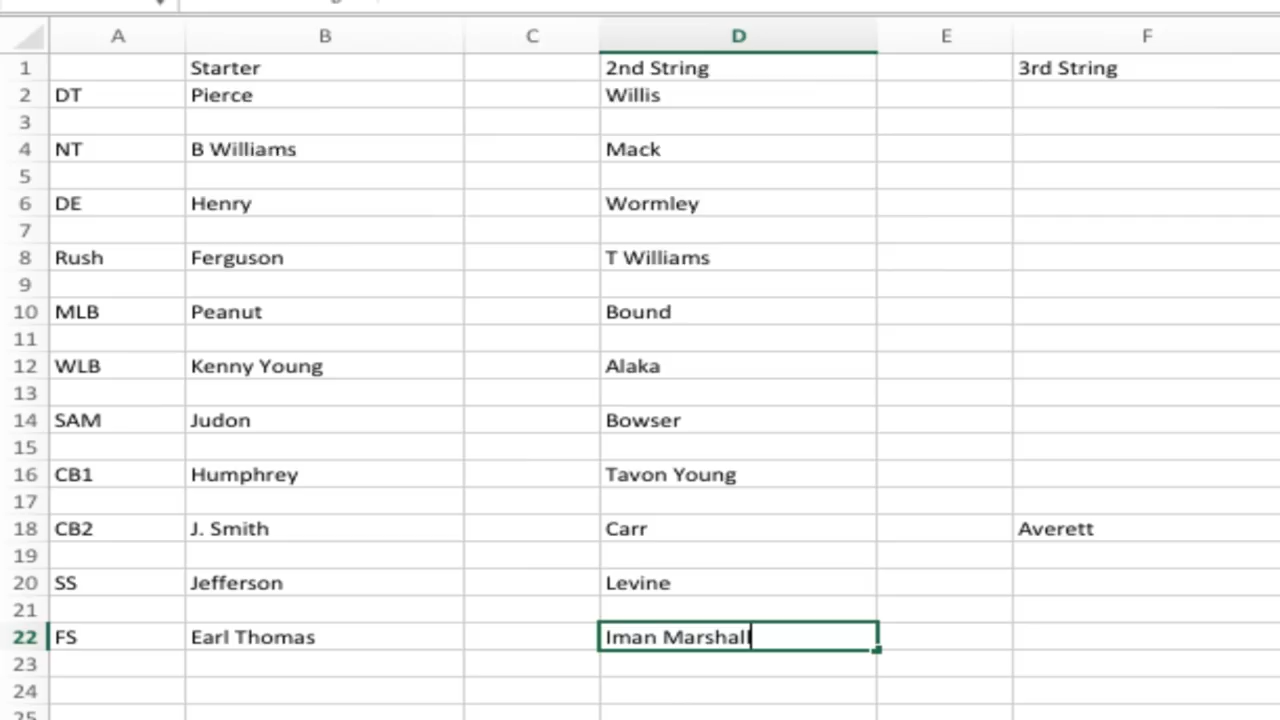 A B C D E F
1 Starter 2nd String 3rd String
2 DT Pierce Willis
3
4 NT B Williams Mack
5
6 DE Henry Wormley
7
8 Rush Ferguson T Williams
9
10 MLB Peanut Bound
11
12 WLB Kenny Young Alaka
13
14 SAM Judon Bowser
15
16 CB1 Humphrey Tavon Young
17
18 CB2 J. Smith Carr Averett
19
20 SS Jefferson Levine
21
22 FS Earl Thomas Iman Marshall
23
24
25